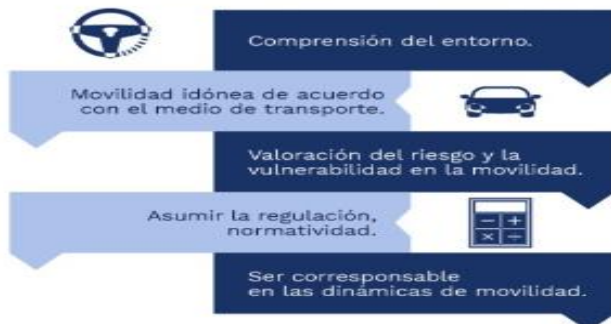 Comprensión del entorno.
Movilidad idónea de acuerdo
con el medio de transporte.
Valoración del riesgo y la
vulnerabilidad en la movilidad.
Asumir la regulación,
normatividad.
Ser corresponsable
en las dinámicas de movilidad.